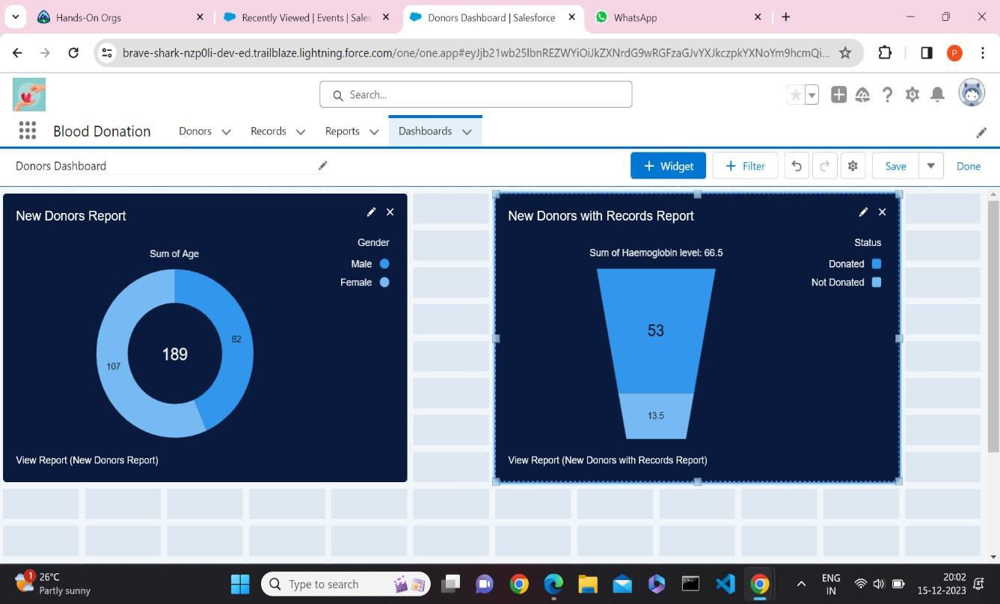 Hands-On Orgs
Recently Viewed | Events | Sales
Donors Dashboard | Salesforce
WhatsApp
brave-shark-nzp0li-dev-ed.trailblaze.lightning.force.com/one/one.app#eyJjb21wb25lbnREZWYiOiJkZXNrdG9wRGFzaGJvYXJkczpkYXNoYm9hcmQi...
P
Search...
Blood Donation
Donors
Records
Reports
Dashboards
Donors Dashboard
+ Widget
+ Filter
Save
Done
New Donors Report
Sum of Age
Gender
Male
Female
82
107
189
View Report (New Donors Report)
New Donors with Records Report
Sum of Haemoglobin level: 66.5
Status
Donated
Not Donated
53
13.5
View Report (New Donors with Records Report)
1
26°C
Partly sunny
Type to search
ENG
IN
20:02
15-12-2023